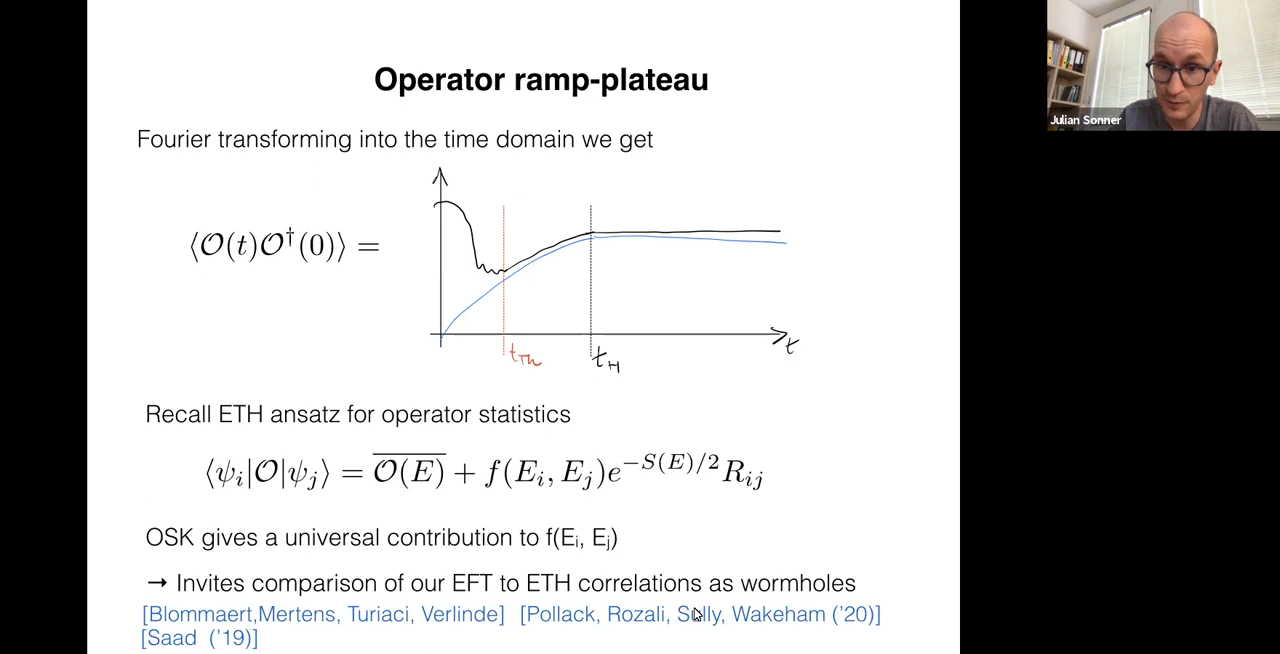 Operator ramp-plateau
Julian Sonner
Fourier transforming into the time domain we get
⟨𝒪(t)𝒪†(0)⟩ =
t_Th
t_H
t
Recall ETH ansatz for operator statistics
⟨ψ_i|𝒪|ψ_j⟩ = \overline{𝒪(E)} + f(E_i, E_j)e^{−S(E)/2}R_{ij}
OSK gives a universal contribution to f(Eᵢ, Eⱼ)
→ Invites comparison of our EFT to ETH correlations as wormholes
[Blommaert,Mertens, Turiaci, Verlinde] [Pollack, Rozali, Sully, Wakeham ('20)]
[Saad ('19)]